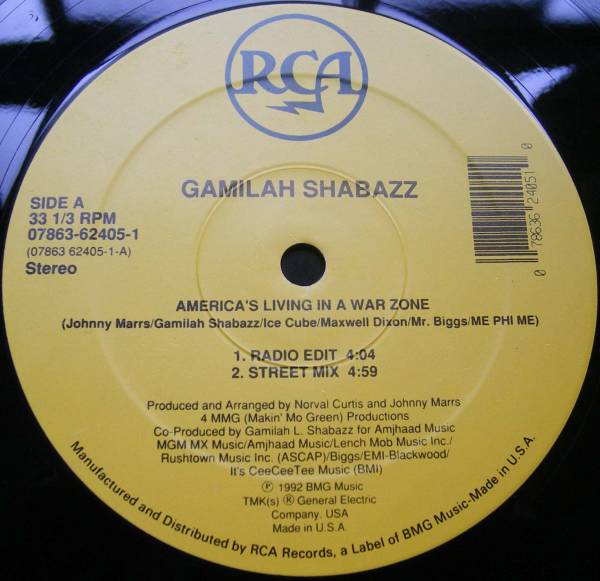 RCA
GAMILAH SHABAZZ
SIDE A
33 1/3 RPM
07863-62405-1
(07863 62405-1-A)
Stereo
0 78636 24051 0
AMERICA'S LIVING IN A WAR ZONE
(Johnny Marrs/Gamilah Shabazz/Ice Cube/Maxwell Dixon/Mr. Biggs/ME PHI ME)
1. RADIO EDIT 4:04
2. STREET MIX 4:59
Produced and Arranged by Norval Curtis and Johnny Marrs
4 MMG (Makin' Mo Green) Productions
Co-Produced by Gamilah L. Shabazz for Amjhaad Music
MGM MX Music/Amjhaad Music/Lench Mob Music Inc./
Rushtown Music Inc. (ASCAP)/Biggs/EMI-Blackwood/
It's CeeCeeTee Music (BMI)
℗ 1992 BMG Music
TMK(s) ® General Electric
Company, USA
Made in U.S.A.
Manufactured and Distributed by RCA Records, a Label of BMG Music-Made in U.S.A.